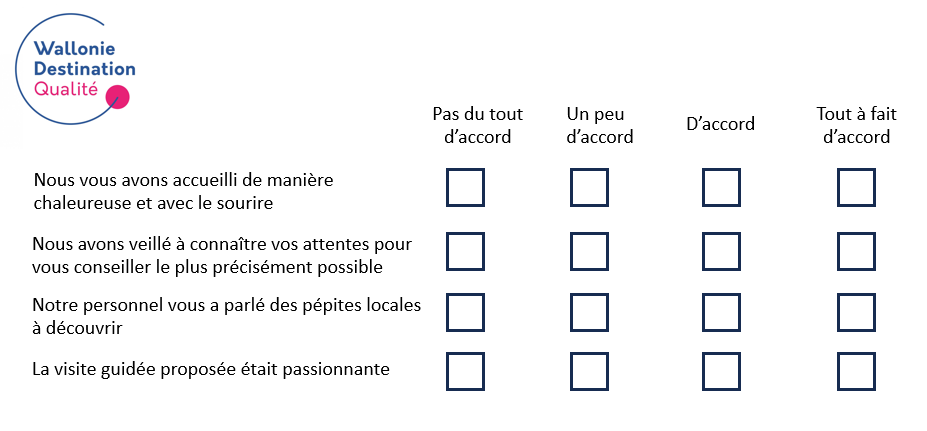 Wallonie
Destination
Qualité
Pas du tout
d’accord
Un peu
d’accord
D’accord
Tout à fait
d’accord
Nous vous avons accueilli de manière
chaleureuse et avec le sourire
Nous avons veillé à connaître vos attentes pour
vous conseiller le plus précisément possible
Notre personnel vous a parlé des pépites locales
à découvrir
La visite guidée proposée était passionnante